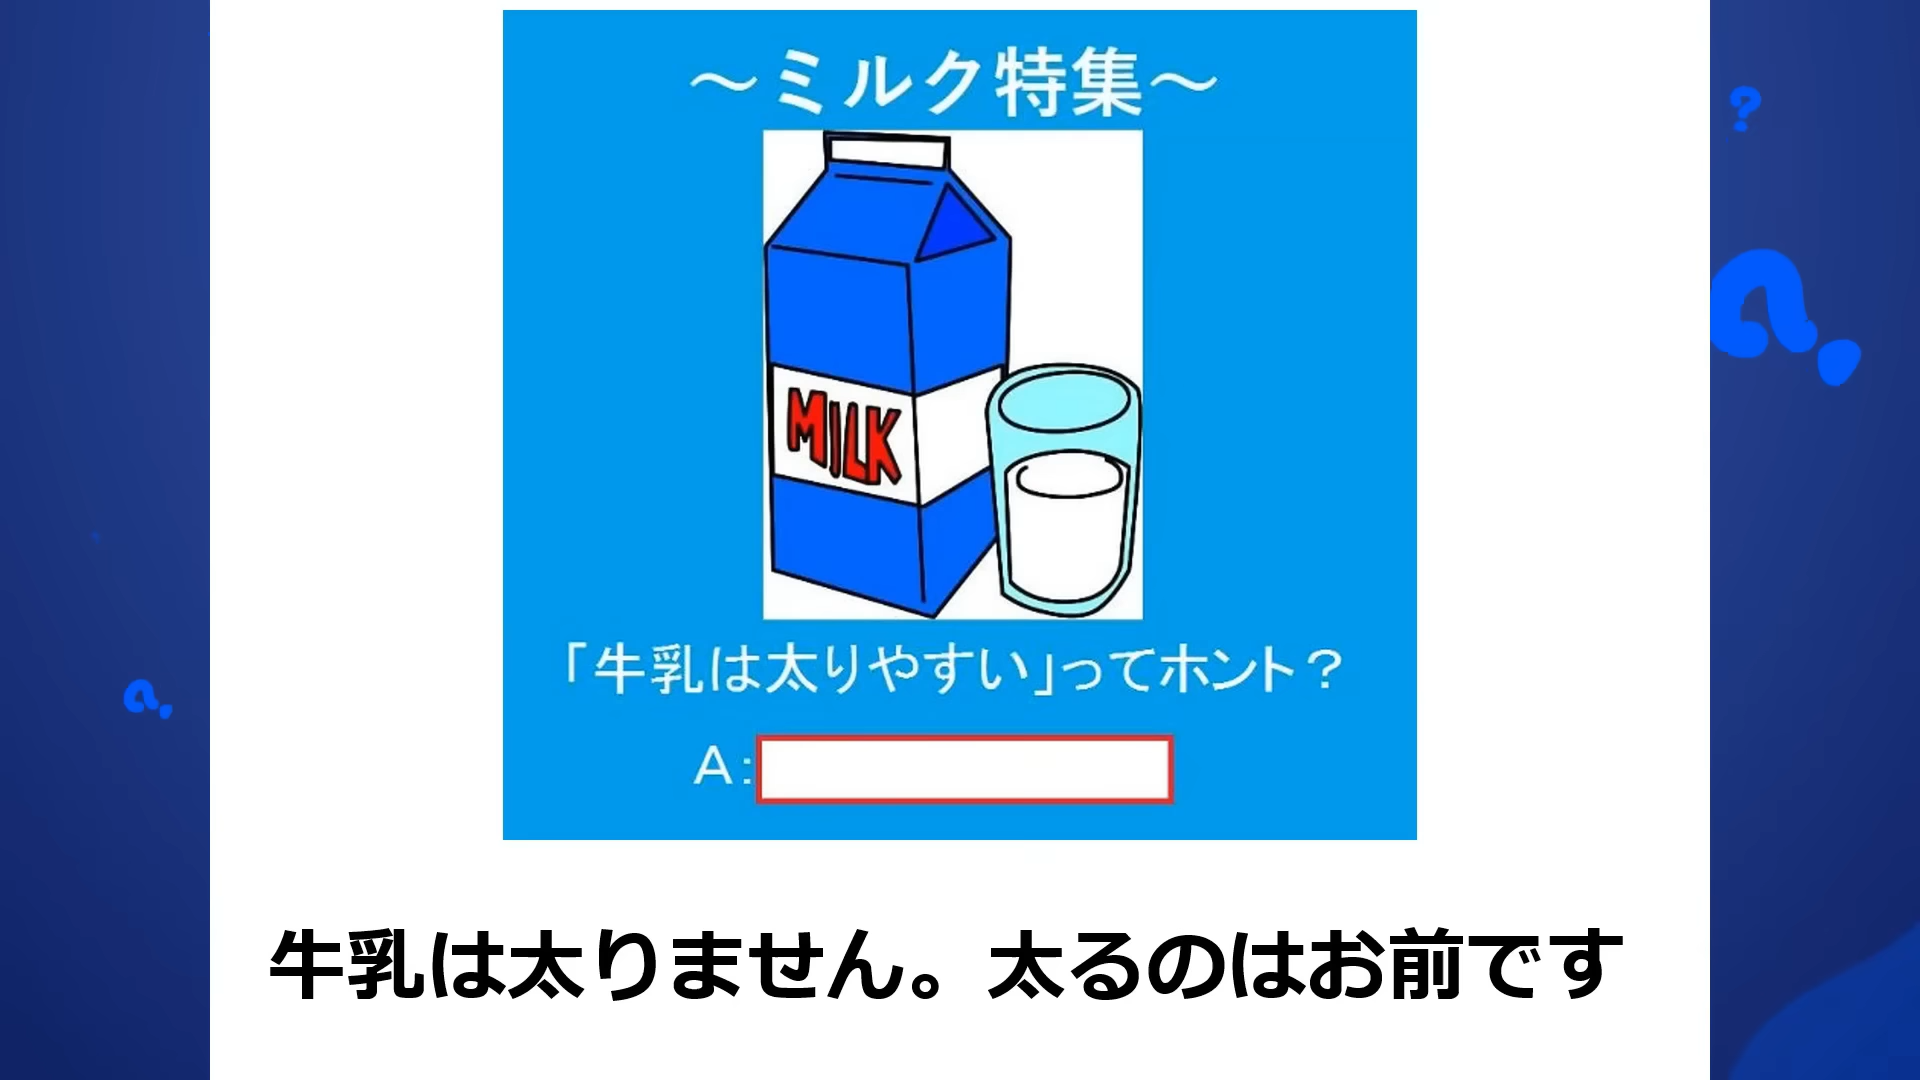 ～ミルク特集～
MILK
「牛乳は太りやすい」ってホント？
A：
牛乳は太りません。太るのはお前です